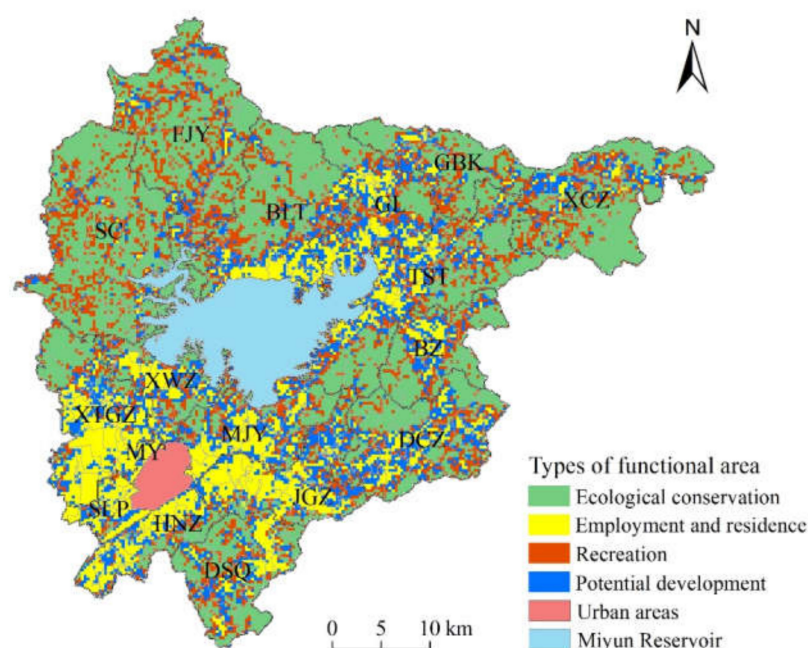 N
FJY
GBK
XCZ
BLT
GL
SC
TST
BZ
XWZ
XTGZ
MJY
DCZ
MY
JGZ
SLP
HNZ
DSQ
Types of functional area
Ecological conservation
Employment and residence
Recreation
Potential development
Urban areas
Miyun Reservoir
0 5 10 km